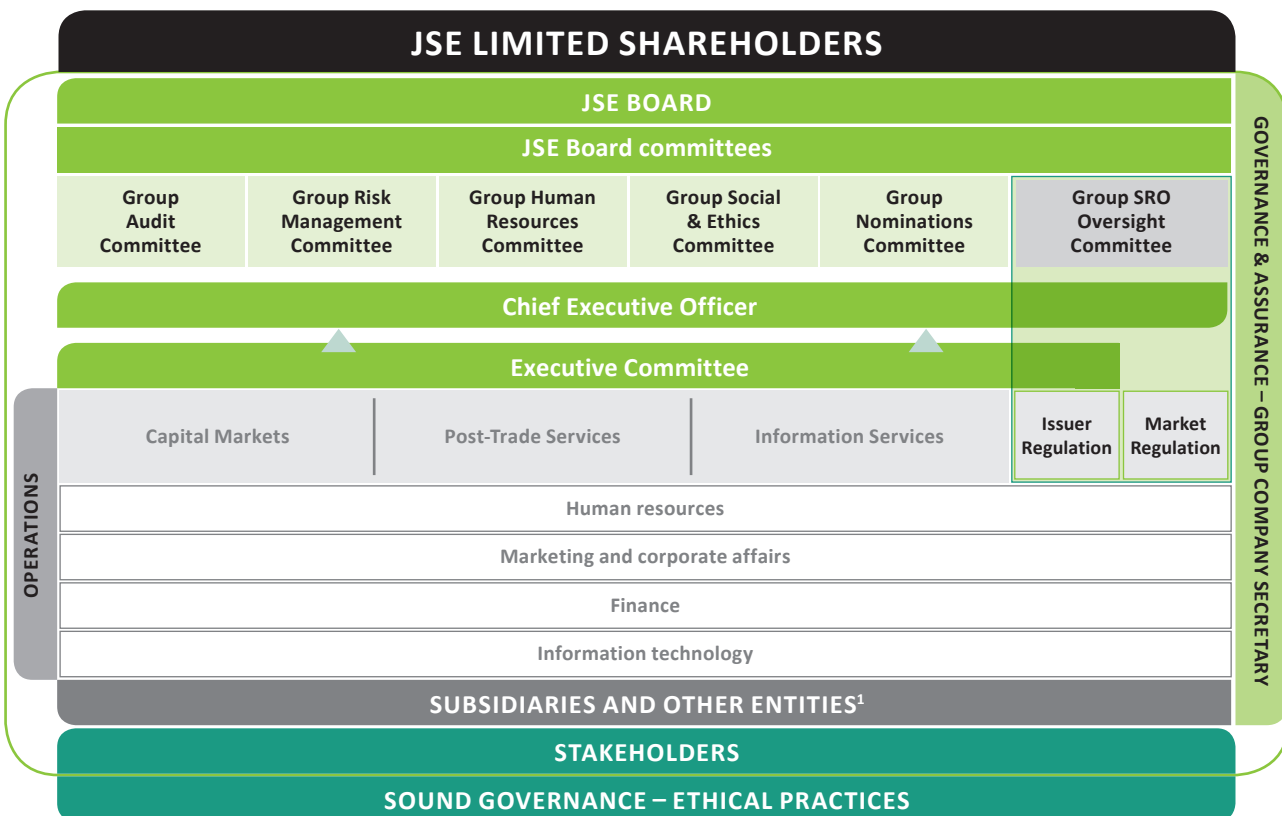 JSE LIMITED SHAREHOLDERS
JSE BOARD
JSE Board committees
Group
Audit
Committee
Group Risk
Management
Committee
Group Human
Resources
Committee
Group Social
& Ethics
Committee
Group
Nominations
Committee
Group SRO
Oversight
Committee
Chief Executive Officer
Executive Committee
Capital Markets
Post-Trade Services
Information Services
Issuer
Regulation
Market
Regulation
Human resources
Marketing and corporate affairs
Finance
Information technology
OPERATIONS
GOVERNANCE & ASSURANCE – GROUP COMPANY SECRETARY
SUBSIDIARIES AND OTHER ENTITIES¹
STAKEHOLDERS
SOUND GOVERNANCE – ETHICAL PRACTICES